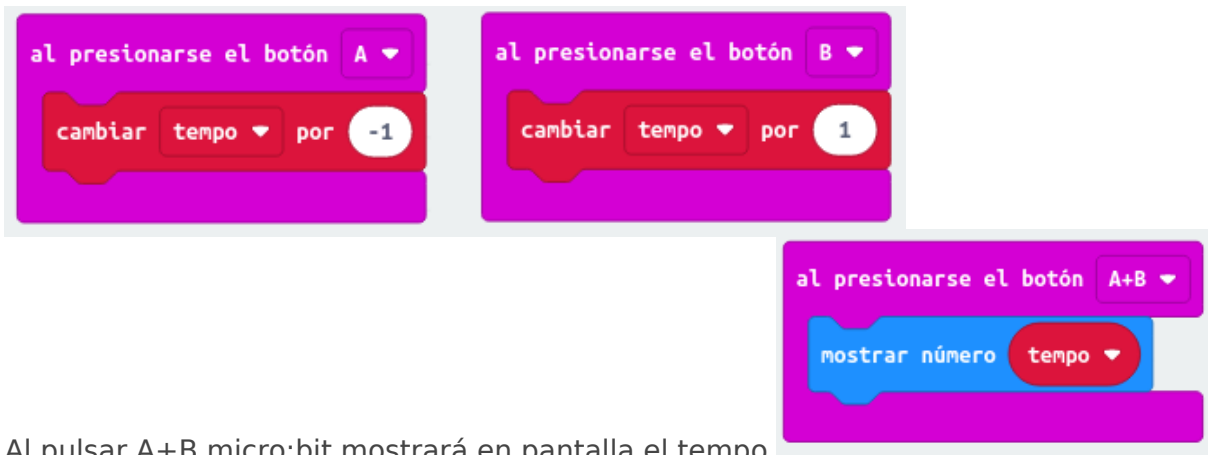 al presionarse el botón A
cambiar tempo por -1
al presionarse el botón B
cambiar tempo por 1
al presionarse el botón A+B
mostrar número tempo
Al pulsar A+B micro:bit mostrará en pantalla el tempo